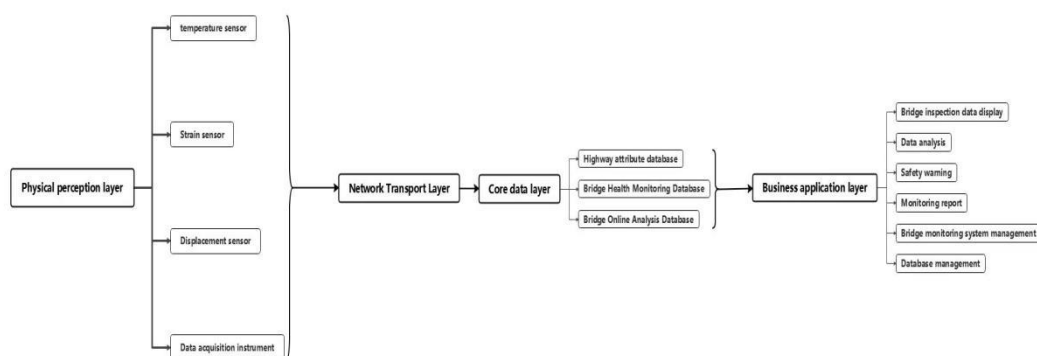 Physical perception layer
temperature sensor
Strain sensor
Displacement sensor
Data acquisition instrument
Network Transport Layer
Core data layer
Highway attribute database
Bridge Health Monitoring Database
Bridge Online Analysis Database
Business application layer
Bridge inspection data display
Data analysis
Safety warning
Monitoring report
Bridge monitoring system management
Database management